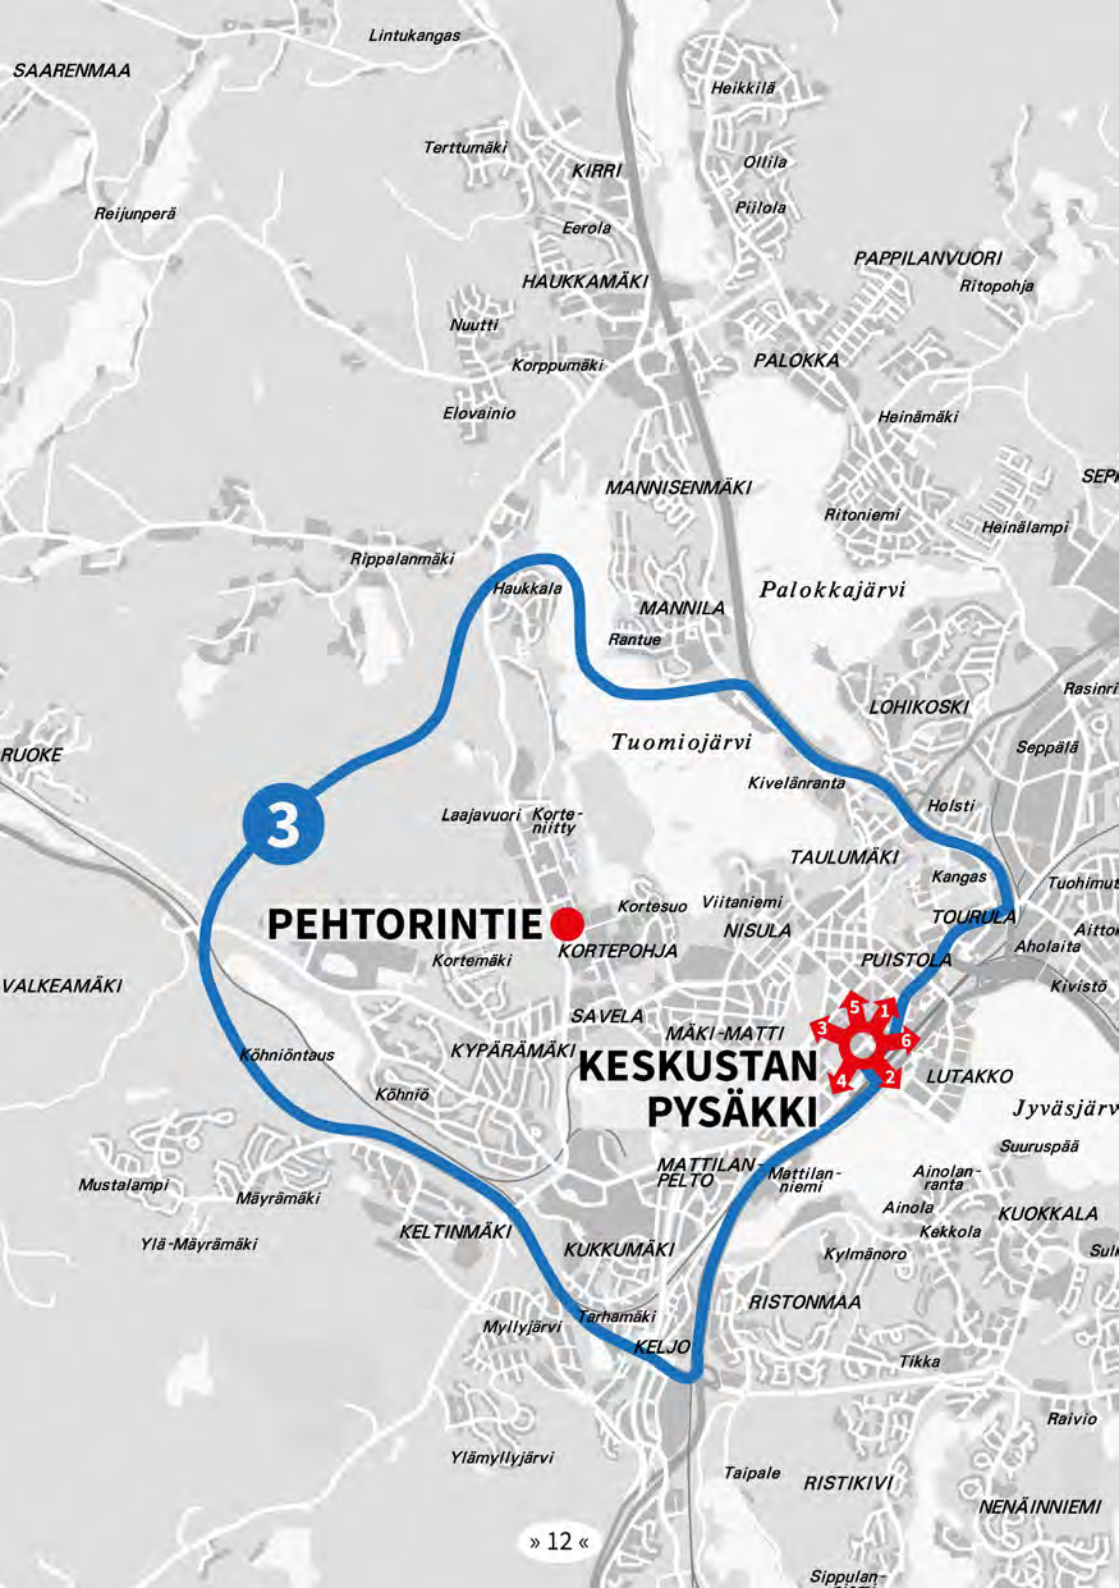 Lintukangas
SAARENMAA
Heikkilä
Terttumäki
KIRRI
Ollila
Reijunperä
Piilola
Eerola
PAPPILANVUORI
HAUKKAMÄKI
Ritopohja
Nuutti
Korppumäki
PALOKKA
Elovainio
Heinämäki
MANNISENMÄKI
Ritoniemi
Heinälampi
Rippalanmäki
Haukkala
Palokkajärvi
MANNILA
Rantue
LOHIKOSKI
RUOKE
Tuomiojärvi
Seppälä
Kivelänranta
Holsti
Laajavuori
Korte-
niitty
3
TAULUMÄKI
Kangas
Tuohimut
Kortesuo
Viitaniemi
TOURULA
PEHTORINTIE
NISULA
KORTEPOHJA
Aholaita
Kortemäki
PUISTOLA
VALKEAMÄKI
Kivistö
SAVELA
MÄKI-MATTI
5
1
3
6
4
2
Köhniöntaus
KYPÄRÄMÄKI
KESKUSTAN
PYSÄKKI
LUTAKKO
Köhniö
Jyväsjärv
Suuruspää
MATTILAN-
PELTO
Mattilan-
niemi
Ainolan-
ranta
Mustalampi
Mäyrämäki
Ainola
KUOKKALA
KELTINMÄKI
Kekkola
Ylä-Mäyrämäki
KUKKUMÄKI
Kylmänoro
RISTONMAA
Tarhamäki
Myllyjärvi
KELJO
Tikka
Raivio
Ylämyllyjärvi
Taipale
RISTIKIVI
NENÄINNIEMI
» 12 «
Sippulan-